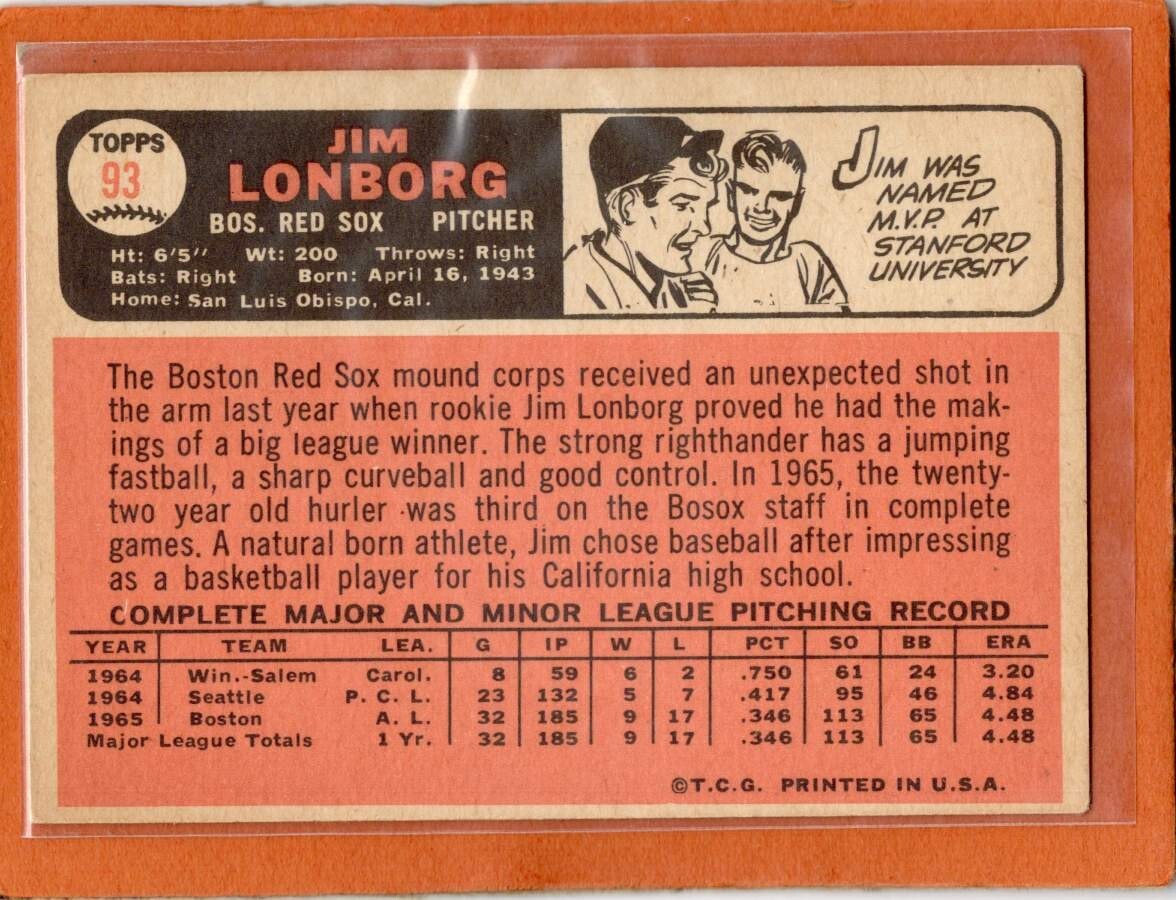 TOPPS
93
JIM
LONBORG
BOS. RED SOX PITCHER
Ht: 6'5" Wt: 200 Throws: Right
Bats: Right Born: April 16, 1943
Home: San Luis Obispo, Cal.
JIM WAS
NAMED
M.V.P. AT
STANFORD
UNIVERSITY
The Boston Red Sox mound corps received an unexpected shot in
the arm last year when rookie Jim Lonborg proved he had the mak-
ings of a big league winner. The strong righthander has a jumping
fastball, a sharp curveball and good control. In 1965, the twenty-
two year old hurler was third on the Bosox staff in complete
games. A natural born athlete, Jim chose baseball after impressing
as a basketball player for his California high school.
COMPLETE MAJOR AND MINOR LEAGUE PITCHING RECORD
YEAR TEAM LEA. G IP W L PCT SO BB ERA
1964 Win.-Salem Carol. 8 59 6 2 .750 61 24 3.20
1964 Seattle P. C. L. 23 132 5 7 .417 95 46 4.84
1965 Boston A. L. 32 185 9 17 .346 113 65 4.48
Major League Totals 1 Yr. 32 185 9 17 .346 113 65 4.48
©T.C.G. PRINTED IN U.S.A.